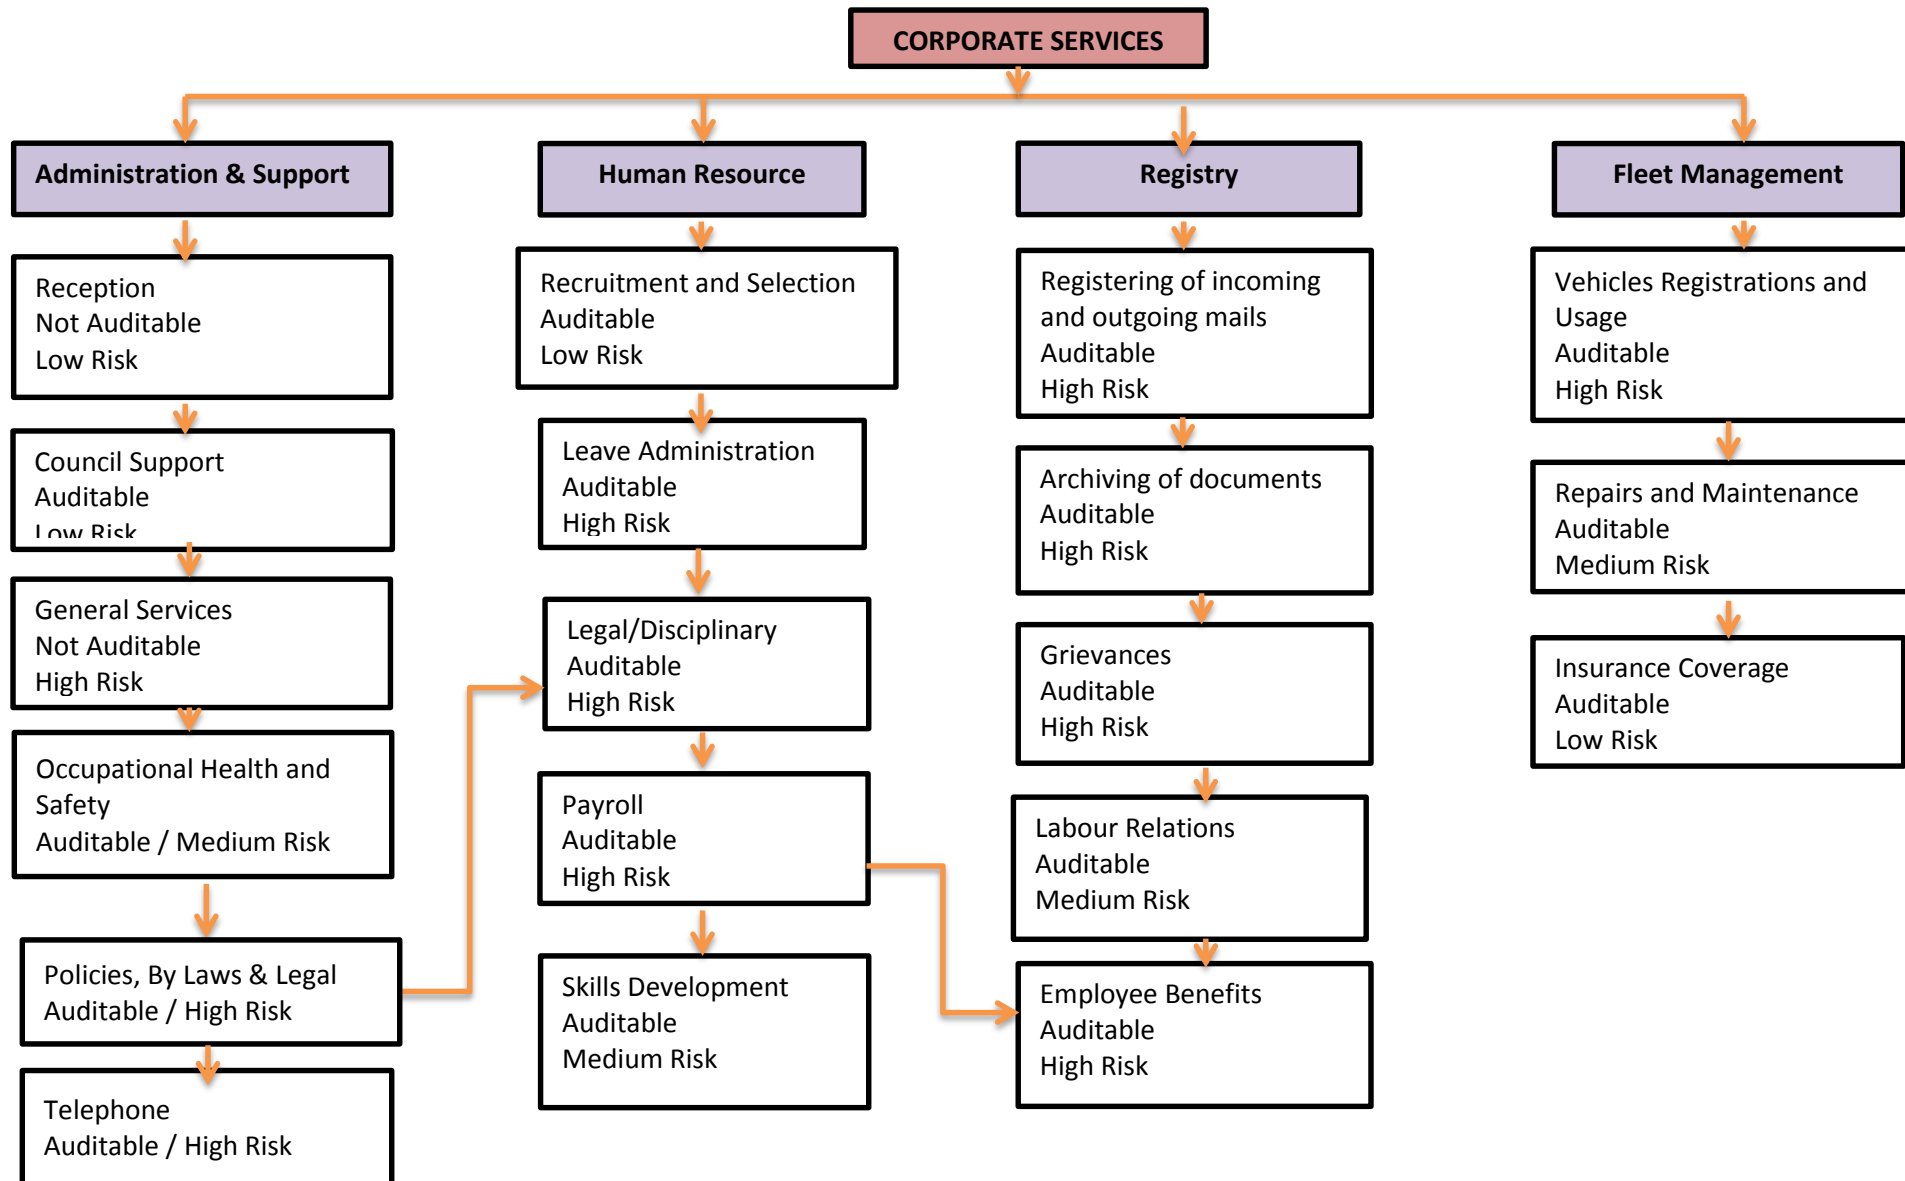 CORPORATE SERVICES
Administration & Support
Reception
Not Auditable
Low Risk
Council Support
Auditable
Low Risk
General Services
Not Auditable
High Risk
Occupational Health and
Safety
Auditable / Medium Risk
Policies, By Laws & Legal
Auditable / High Risk
Telephone
Auditable / High Risk
Human Resource
Recruitment and Selection
Auditable
Low Risk
Leave Administration
Auditable
High Risk
Legal/Disciplinary
Auditable
High Risk
Payroll
Auditable
High Risk
Skills Development
Auditable
Medium Risk
Registry
Registering of incoming
and outgoing mails
Auditable
High Risk
Archiving of documents
Auditable
High Risk
Grievances
Auditable
High Risk
Labour Relations
Auditable
Medium Risk
Employee Benefits
Auditable
High Risk
Fleet Management
Vehicles Registrations and
Usage
Auditable
High Risk
Repairs and Maintenance
Auditable
Medium Risk
Insurance Coverage
Auditable
Low Risk